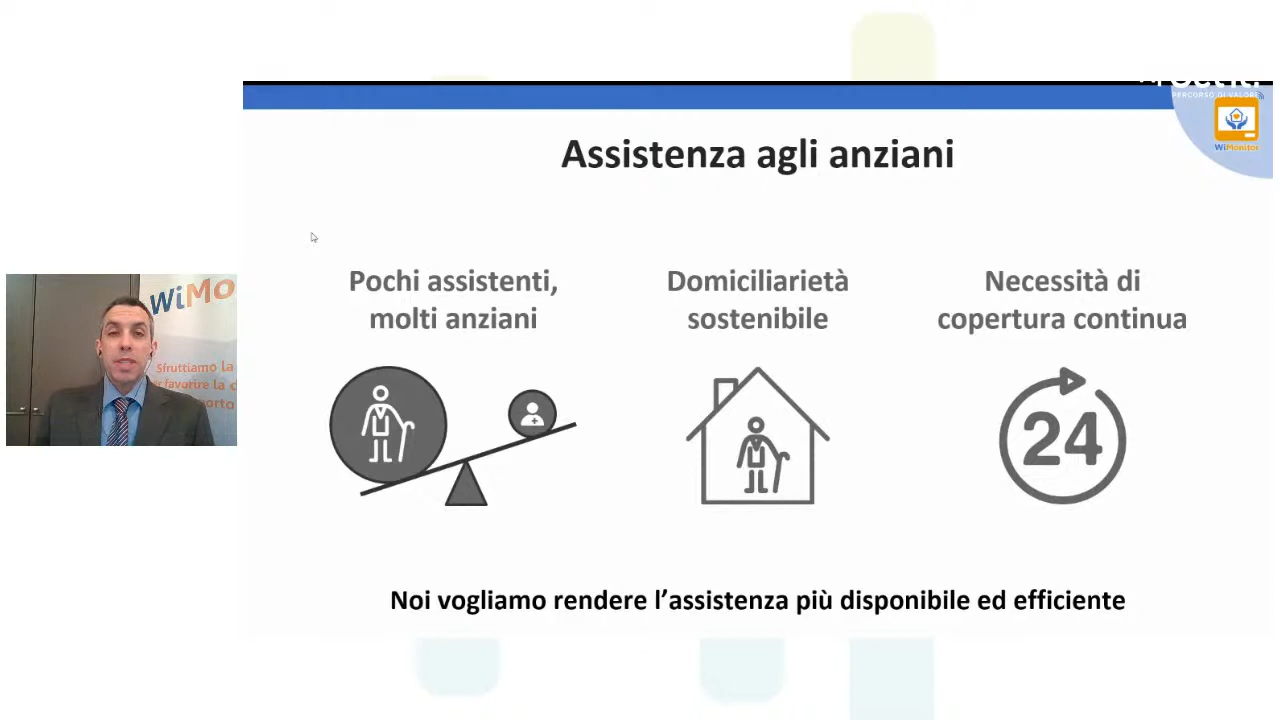 PERCORSO DI VALORE
WiMonitor
Assistenza agli anziani
Pochi assistenti,
molti anziani
Domiciliarietà
sostenibile
Necessità di
copertura continua
24
WiMo
Sfruttiamo la
favorire la
Noi vogliamo rendere l’assistenza più disponibile ed efficiente